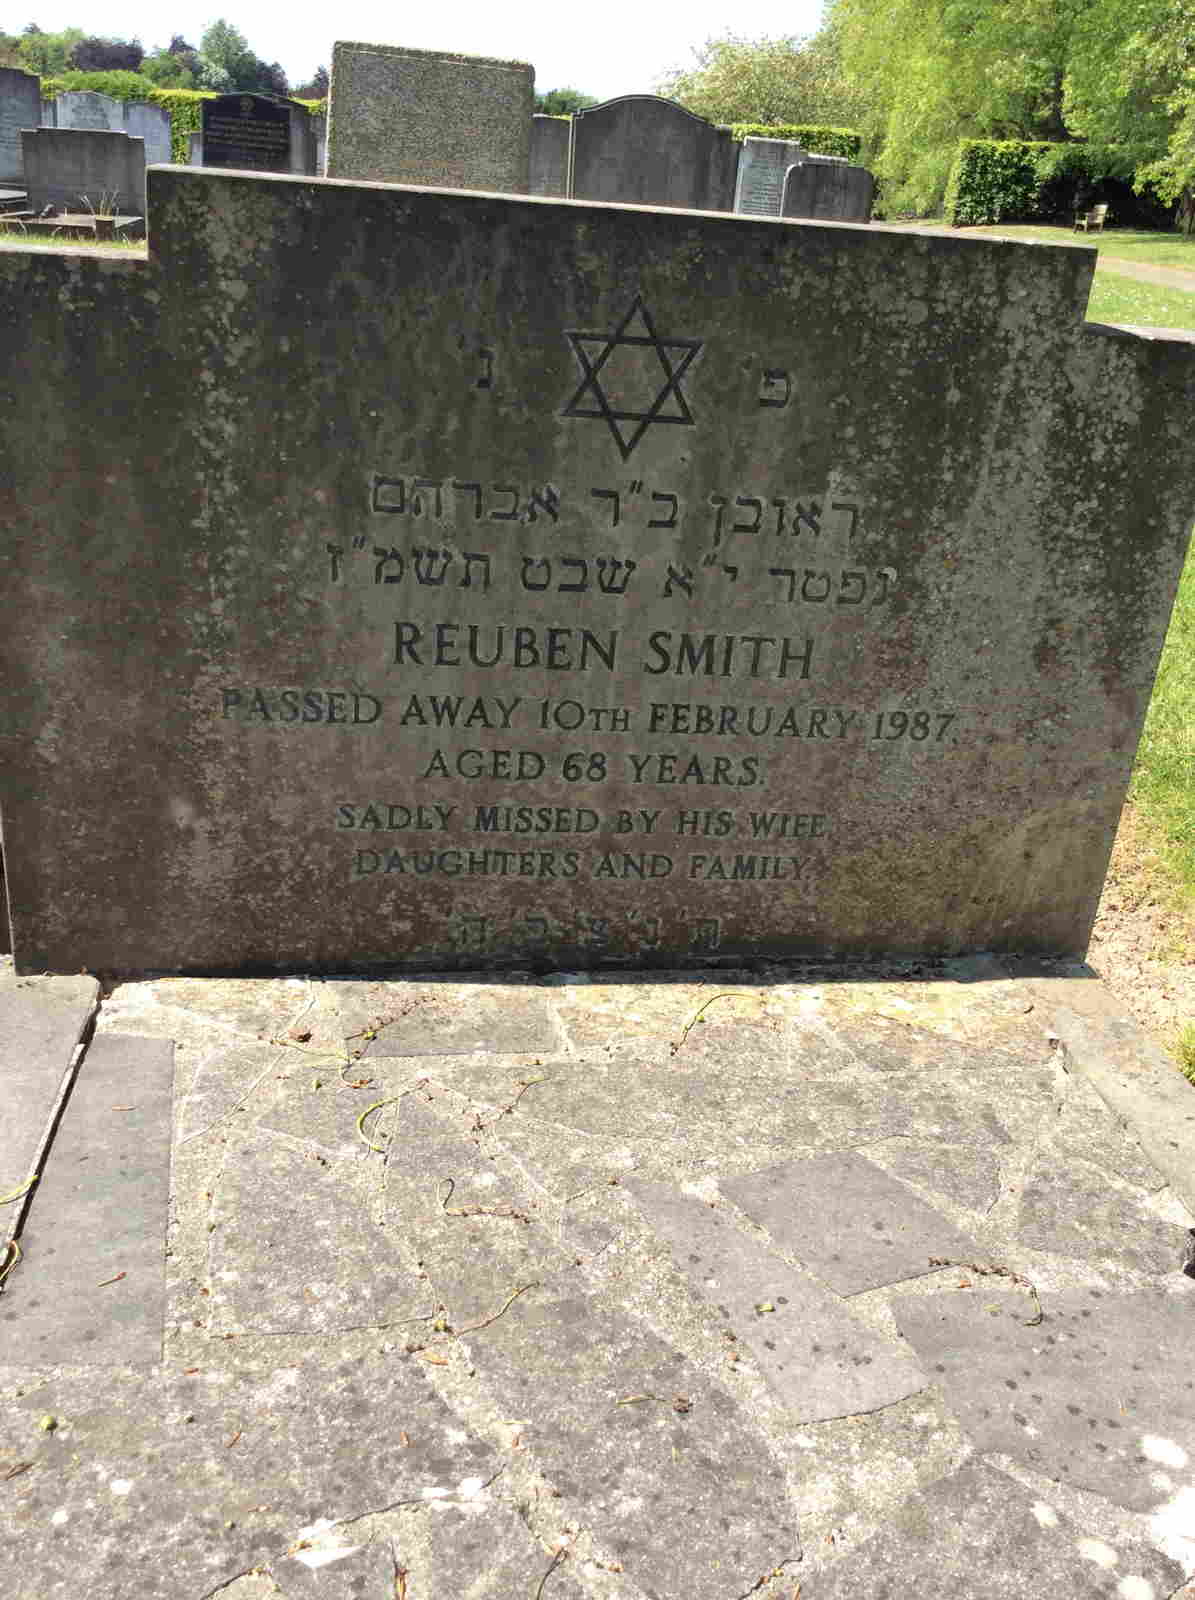 פ' נ'
ראובן ב"ר אברהם
נפטר י"א שבט תשמ"ז
REUBEN SMITH
PASSED AWAY 10TH FEBRUARY 1987.
AGED 68 YEARS.
SADLY MISSED BY HIS WIFE,
DAUGHTERS AND FAMILY.
ת' נ' צ' ב' ה'